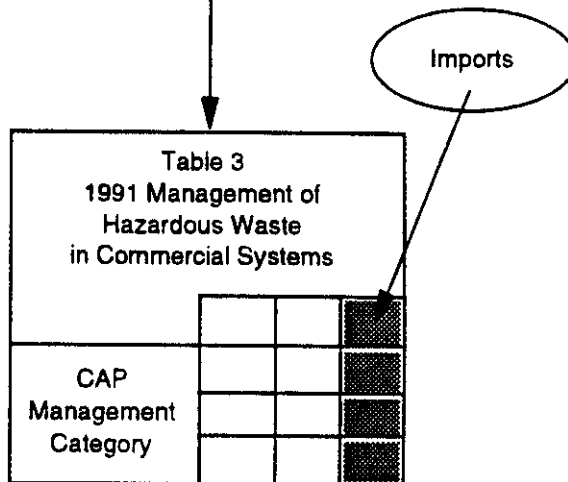 Imports
Table 3
1991 Management of
Hazardous Waste
in Commercial Systems
CAP
Management
Category